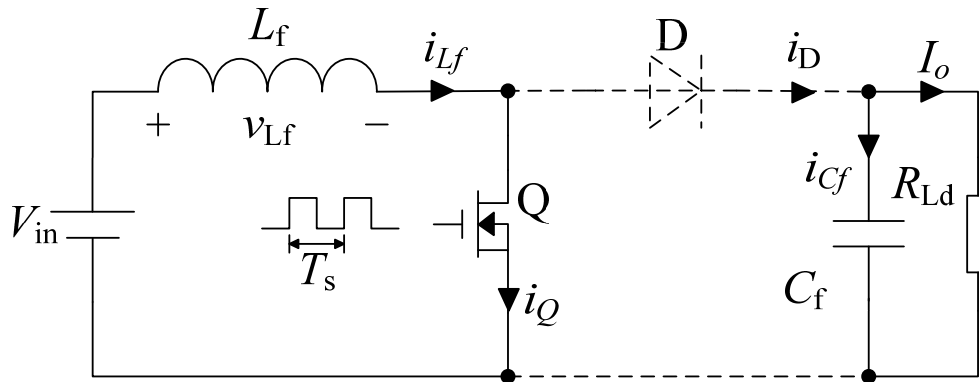 L_f
i_Lf
D
i_D
I_o
+ v_Lf −
i_Cf
R_Ld
V_in
Q
T_s
C_f
i_Q